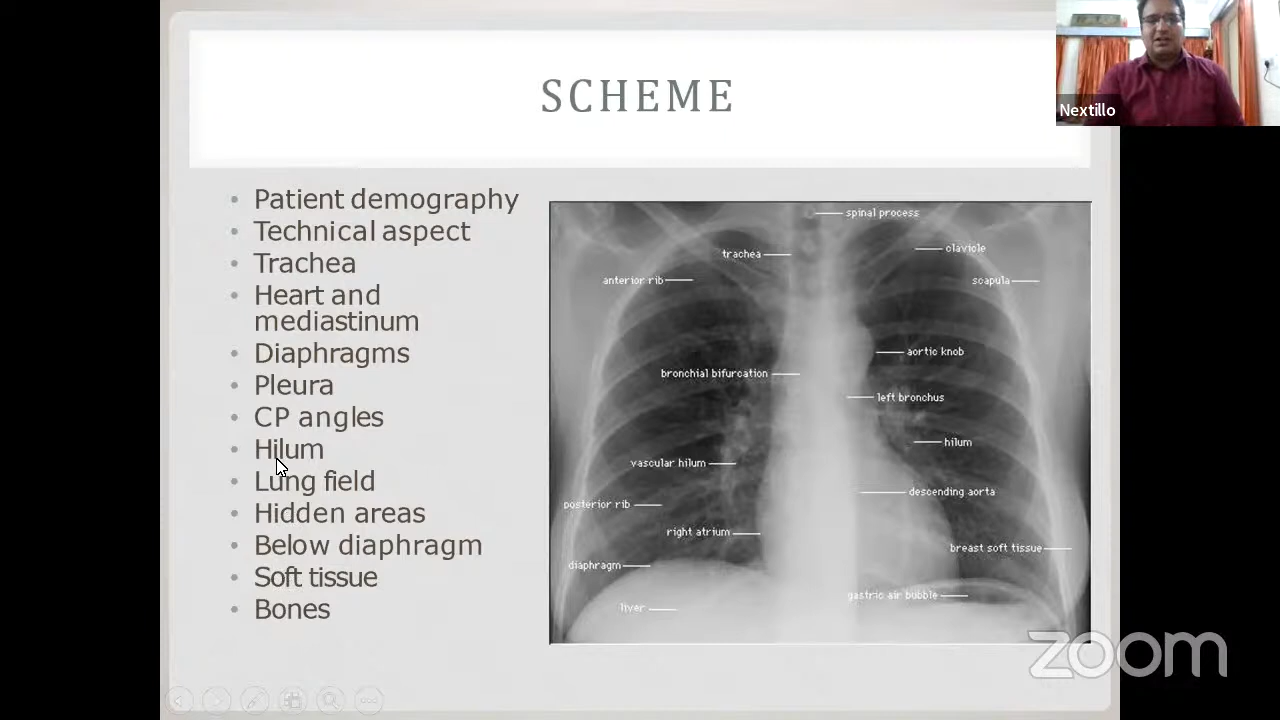 SCHEME
Nextillo
• Patient demography
• Technical aspect
• Trachea
• Heart and
mediastinum
• Diaphragms
• Pleura
• CP angles
• Hilum
• Lung field
• Hidden areas
• Below diaphragm
• Soft tissue
• Bones
spinal process
trachea
clavicle
anterior rib
scapula
aortic knob
bronchial bifurcation
left bronchus
hilum
vascular hilum
descending aorta
posterior rib
right atrium
breast soft tissue
diaphragm
gastric air bubble
liver
zoom